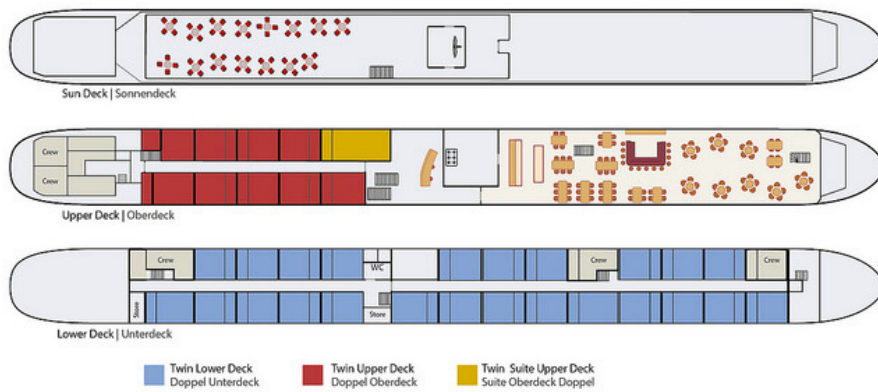 Sun Deck | Sonnendeck
Crew
Crew
Upper Deck | Oberdeck
Crew
WC
Crew
Crew
Store
Store
Lower Deck | Unterdeck
Twin Lower Deck
Doppel Unterdeck
Twin Upper Deck
Doppel Oberdeck
Twin Suite Upper Deck
Suite Oberdeck Doppel